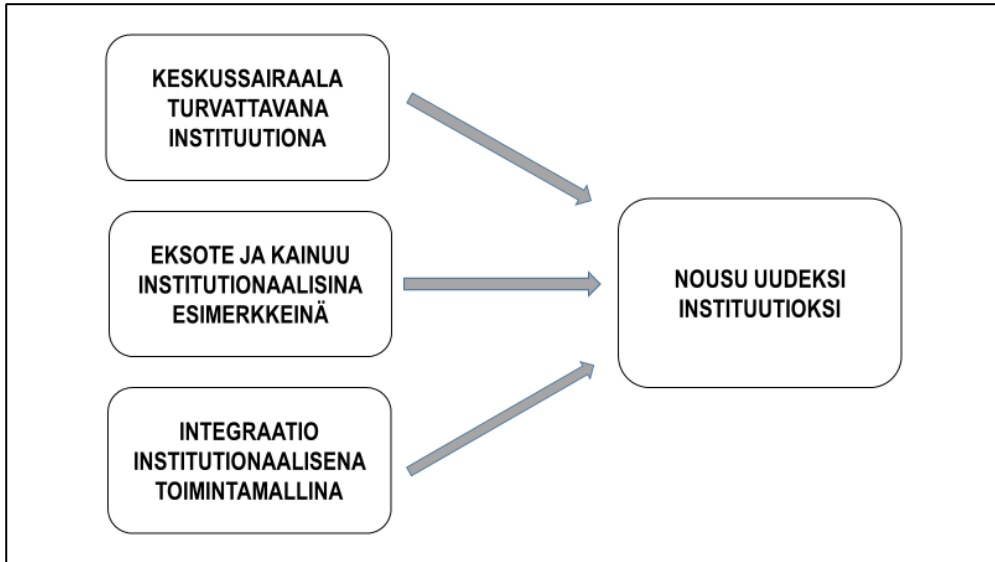 KESKUSSAIRAALA
TURVATTAVANA
INSTITUUTIONA
EKSOTE JA KAINUU
INSTITUTIONAALISINA
ESIMERKKEINÄ
INTEGRAATIO
INSTITUTIONAALISENA
TOIMINTAMALLINA
NOUSU UUDEKSI
INSTITUUTIOKSI